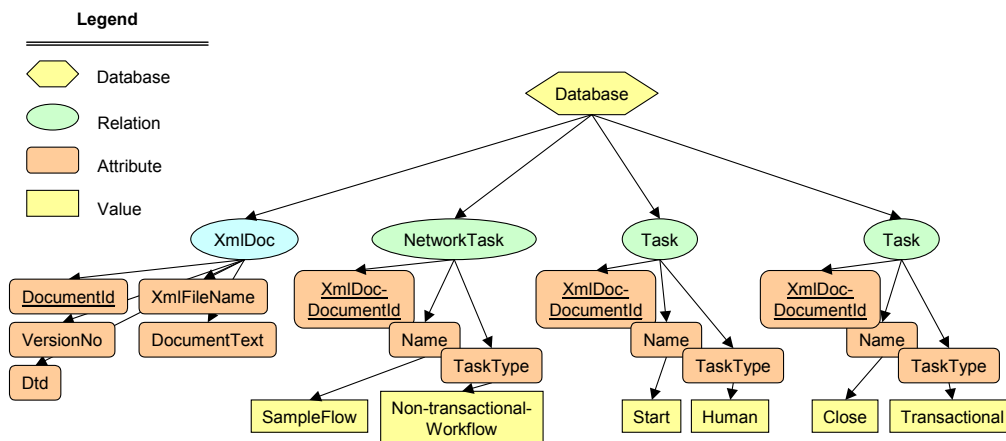 Legend
Database
Relation
Attribute
Value
Database
XmlDoc
NetworkTask
Task
Task
DocumentId
XmlFileName
VersionNo
DocumentText
Dtd
XmlDoc-
DocumentId
Name
TaskType
SampleFlow
Non-transactional-
Workflow
XmlDoc-
DocumentId
Name
TaskType
Start
Human
XmlDoc-
DocumentId
Name
TaskType
Close
Transactional